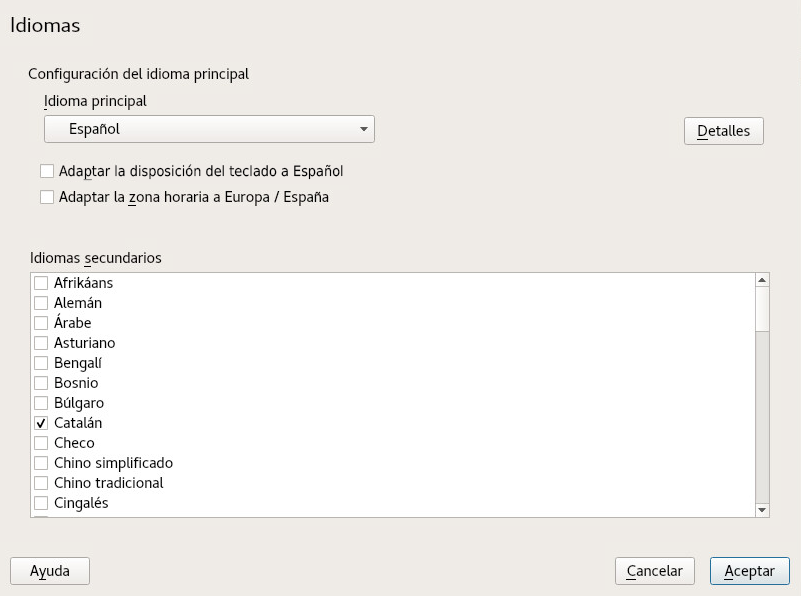 Idiomas
Configuración del idioma principal
Idioma principal
Español
Detalles
Adaptar la disposición del teclado a Español
Adaptar la zona horaria a Europa / España
Idiomas secundarios
Afrikáans
Alemán
Árabe
Asturiano
Bengalí
Bosnio
Búlgaro
Catalán
Checo
Chino simplificado
Chino tradicional
Cingalés
Ayuda
Cancelar
Aceptar